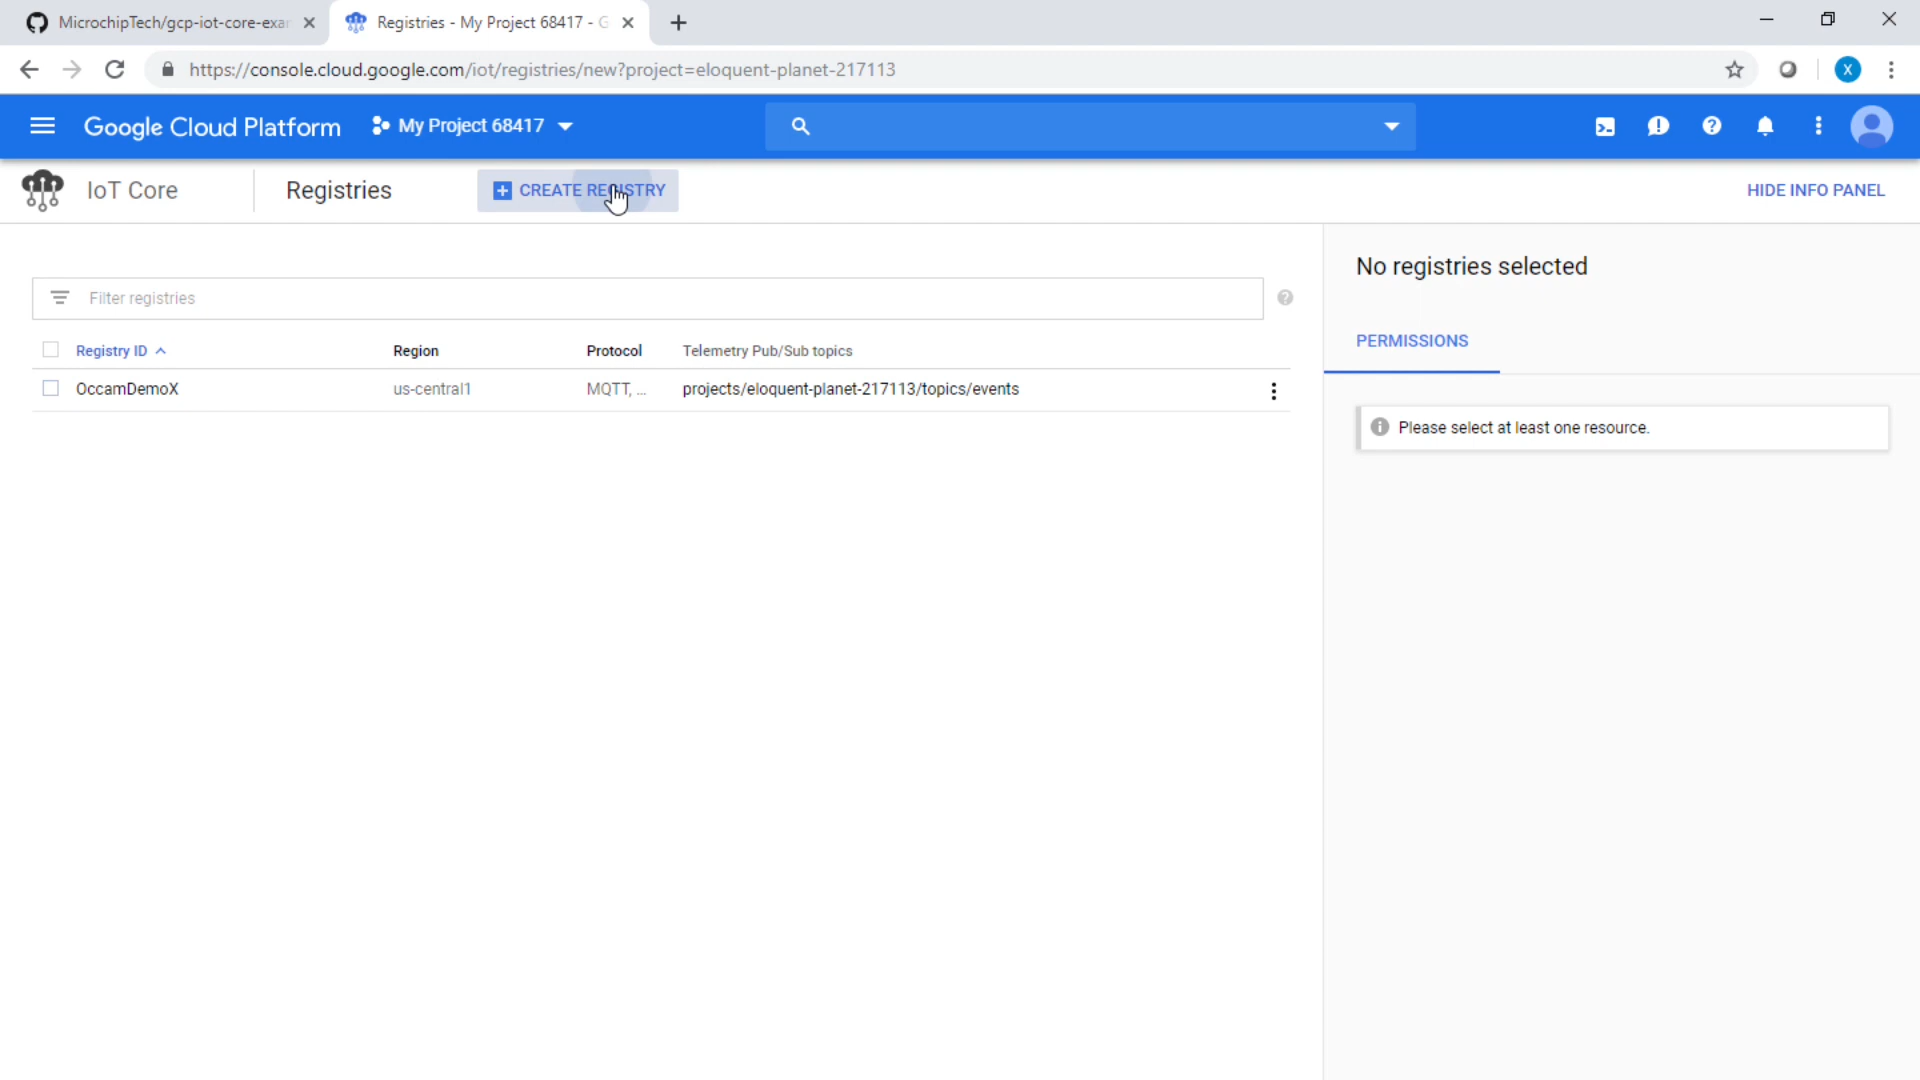 MicrochipTech/gcp-iot-core-exa
Registries - My Project 68417 - G
https://console.cloud.google.com/iot/registries/new?project=eloquent-planet-217113
X
Google Cloud Platform
My Project 68417
IoT Core
Registries
CREATE REGISTRY
HIDE INFO PANEL
Filter registries
No registries selected
PERMISSIONS
Registry ID
Region
Protocol
Telemetry Pub/Sub topics
OccamDemoX
us-central1
MQTT, ...
projects/eloquent-planet-217113/topics/events
Please select at least one resource.